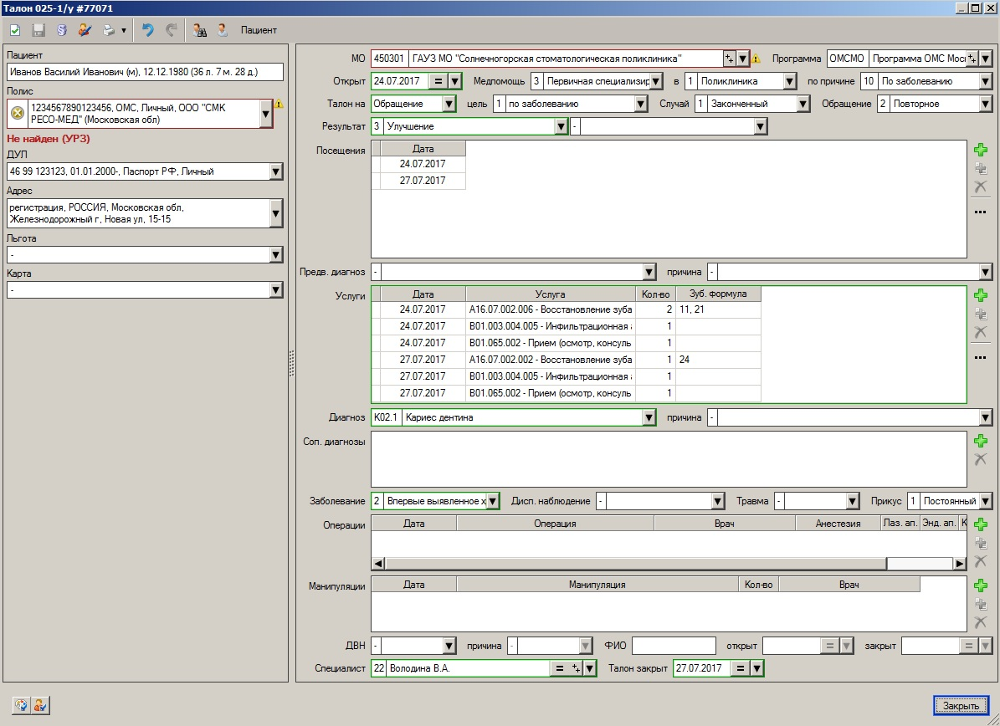 Талон 025-1/у #77071
Пациент
Пациент
Иванов Василий Иванович (м), 12.12.1980 (36 л. 7 м. 28 д.)
Полис
1234567890123456, ОМС, Личный, ООО "СМК
РЕСО-МЕД" (Московская обл)
Не найден (УРЗ)
ДУЛ
46 99 123123, 01.01.2000-, Паспорт РФ, Личный
Адрес
регистрация, РОССИЯ, Московская обл,
Железнодорожный г, Новая ул, 15-15
Льгота
-
Карта
-
МО 450301 ГАУЗ МО "Солнечногорская стоматологическая поликлиника" Программа ОМСМО Программа ОМС Мос
Открыт 24.07.2017 = Медпомощь 3 Первичная специализир в 1 Поликлиника по причине 10 По заболеванию
Талон на Обращение цель 1 по заболеванию Случай 1 Законченный Обращение 2 Повторное
Результат 3 Улучшение -
Посещения Дата
24.07.2017
27.07.2017
...
Предв. диагноз - причина -
Услуги Дата Услуга Кол-во Зуб. формула
24.07.2017 A16.07.002.006 - Восстановление зуба 2 11, 21
24.07.2017 B01.003.004.005 - Инфильтрационная а 1
24.07.2017 B01.065.002 - Прием (осмотр, консуль 1
27.07.2017 A16.07.002.002 - Восстановление зуба 1 24
27.07.2017 B01.003.004.005 - Инфильтрационная а 1
27.07.2017 B01.065.002 - Прием (осмотр, консуль 1
...
Диагноз K02.1 Кариес дентина причина -
Соп. диагнозы
Заболевание 2 Впервые выявленное х Дисп. наблюдение - Травма - Прикус 1 Постоянный
Операции Дата Операция Врач Анестезия Лаз. ап. Энд. ап. К
Манипуляции Дата Манипуляция Кол-во Врач
ДВН - причина - ФИО открыт = закрыт =
Специалист 22 Володина В.А. = Талон закрыт 27.07.2017 =
Закрыть